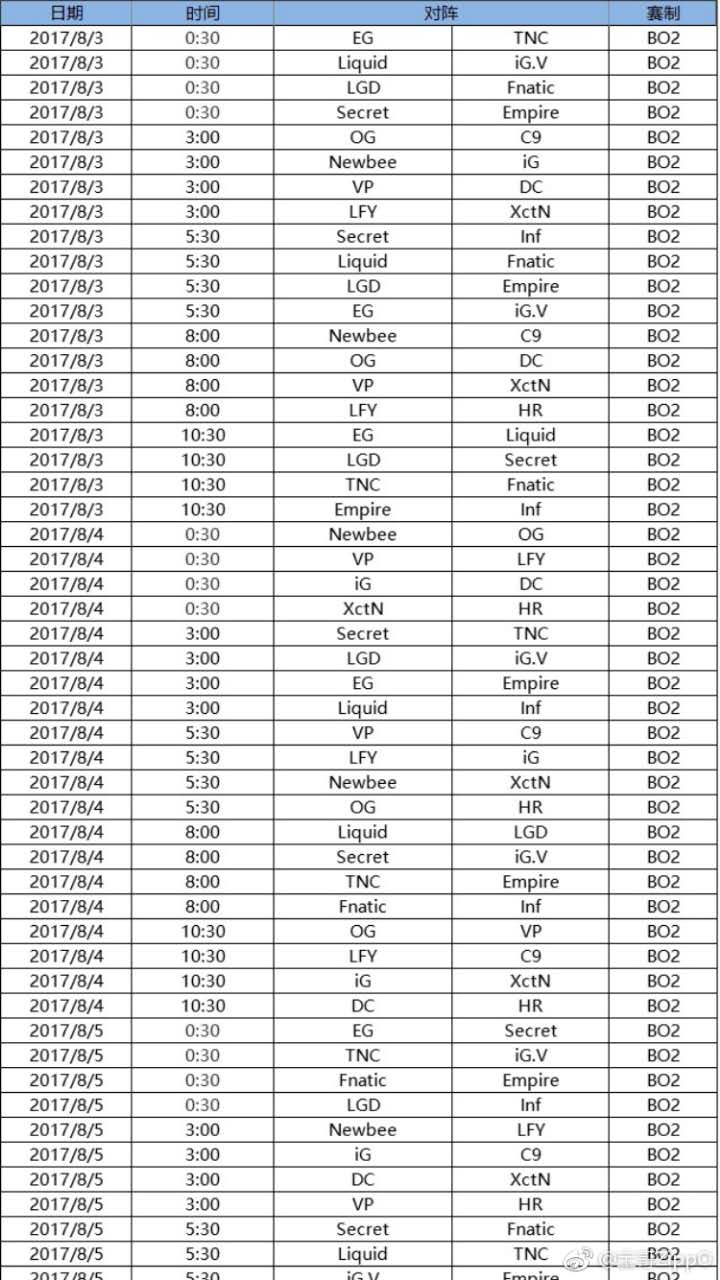 日期 时间 对阵 赛制
2017/8/3 0:30 EG TNC BO2
2017/8/3 0:30 Liquid iG.V BO2
2017/8/3 0:30 LGD Fnatic BO2
2017/8/3 0:30 Secret Empire BO2
2017/8/3 3:00 OG C9 BO2
2017/8/3 3:00 Newbee iG BO2
2017/8/3 3:00 VP DC BO2
2017/8/3 3:00 LFY XctN BO2
2017/8/3 5:30 Secret Inf BO2
2017/8/3 5:30 Liquid Fnatic BO2
2017/8/3 5:30 LGD Empire BO2
2017/8/3 5:30 EG iG.V BO2
2017/8/3 8:00 Newbee C9 BO2
2017/8/3 8:00 OG DC BO2
2017/8/3 8:00 VP XctN BO2
2017/8/3 8:00 LFY HR BO2
2017/8/3 10:30 EG Liquid BO2
2017/8/3 10:30 LGD Secret BO2
2017/8/3 10:30 TNC Fnatic BO2
2017/8/3 10:30 Empire Inf BO2
2017/8/4 0:30 Newbee OG BO2
2017/8/4 0:30 VP LFY BO2
2017/8/4 0:30 iG DC BO2
2017/8/4 0:30 XctN HR BO2
2017/8/4 3:00 Secret TNC BO2
2017/8/4 3:00 LGD iG.V BO2
2017/8/4 3:00 EG Empire BO2
2017/8/4 3:00 Liquid Inf BO2
2017/8/4 5:30 VP C9 BO2
2017/8/4 5:30 LFY iG BO2
2017/8/4 5:30 Newbee XctN BO2
2017/8/4 5:30 OG HR BO2
2017/8/4 8:00 Liquid LGD BO2
2017/8/4 8:00 Secret iG.V BO2
2017/8/4 8:00 TNC Empire BO2
2017/8/4 8:00 Fnatic Inf BO2
2017/8/4 10:30 OG VP BO2
2017/8/4 10:30 LFY C9 BO2
2017/8/4 10:30 iG XctN BO2
2017/8/4 10:30 DC HR BO2
2017/8/5 0:30 EG Secret BO2
2017/8/5 0:30 TNC iG.V BO2
2017/8/5 0:30 Fnatic Empire BO2
2017/8/5 0:30 LGD Inf BO2
2017/8/5 3:00 Newbee LFY BO2
2017/8/5 3:00 iG C9 BO2
2017/8/5 3:00 DC XctN BO2
2017/8/5 3:00 VP HR BO2
2017/8/5 5:30 Secret Fnatic BO2
2017/8/5 5:30 Liquid TNC BO2
2017/8/5 5:30 iG.V Empire BO2